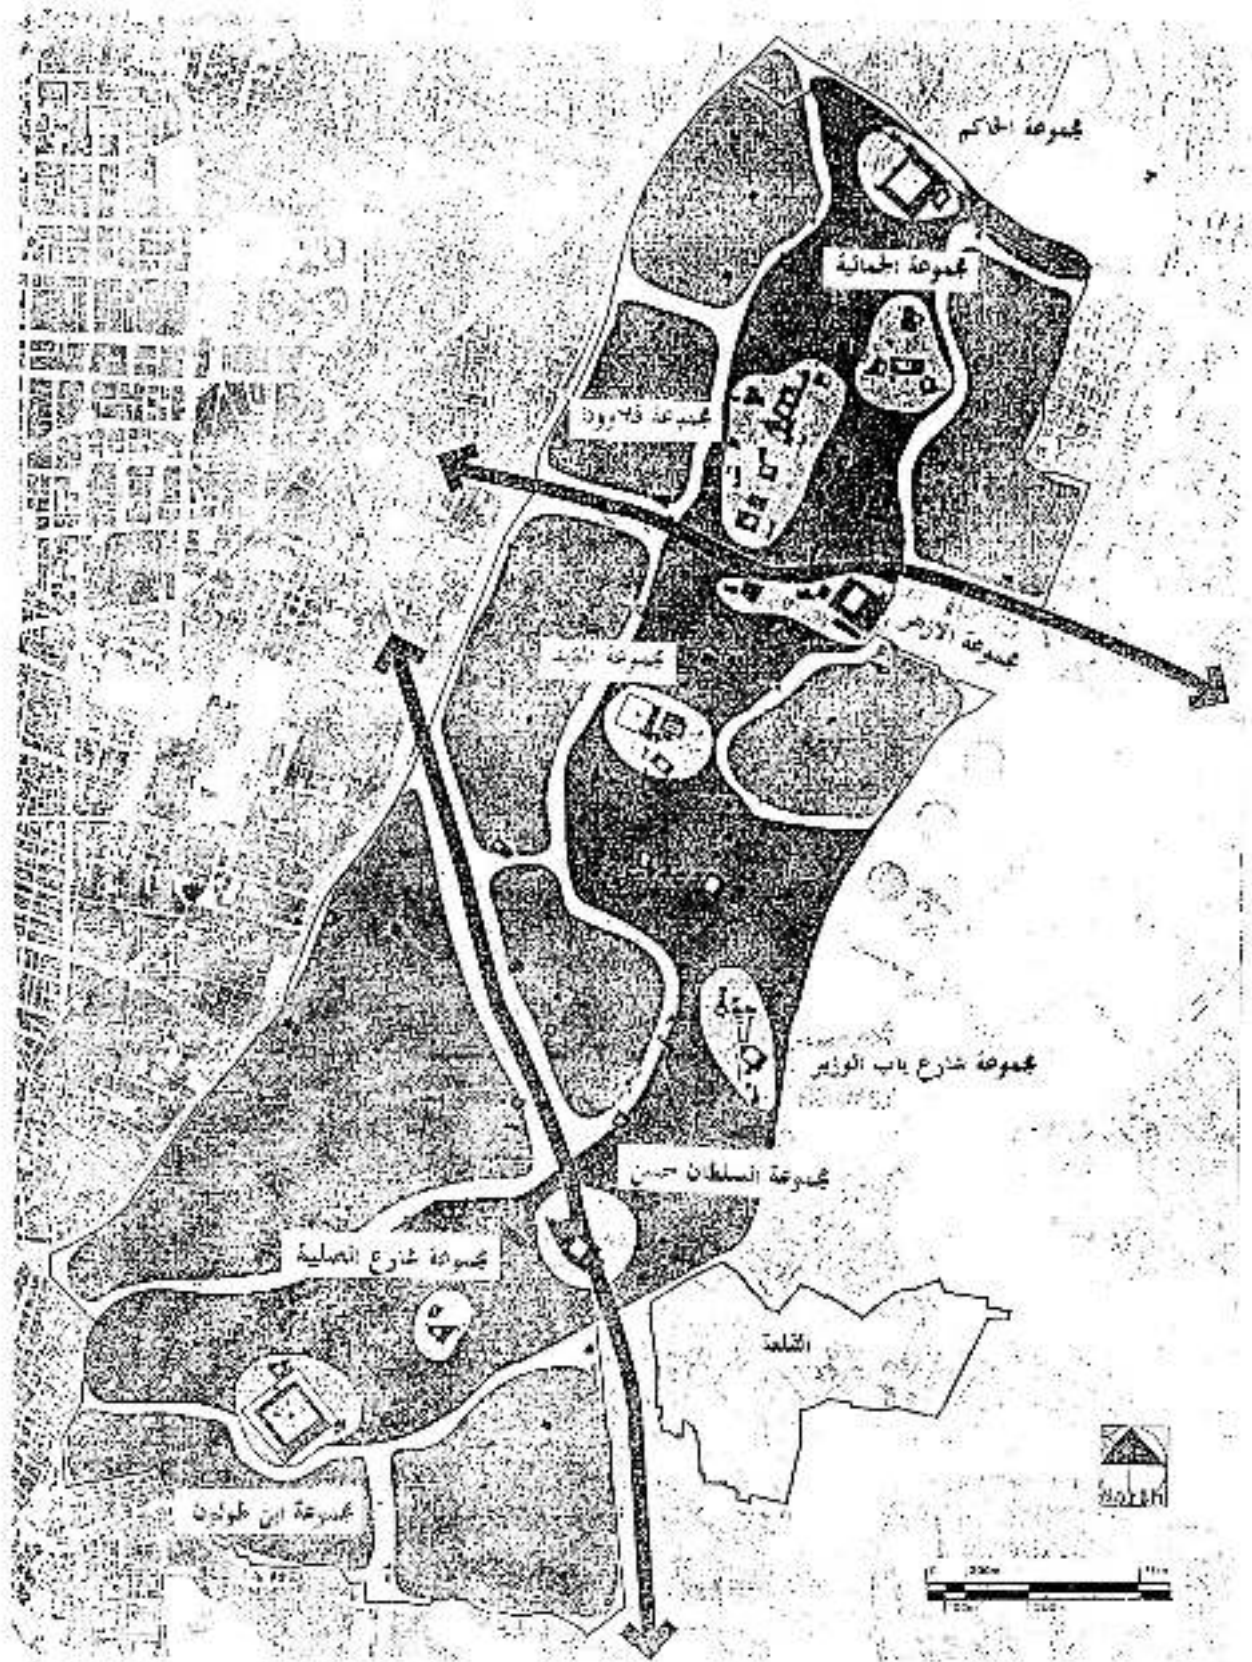 مجموعة الحاكم
مجموعة الجمالية
مجموعة قلاوون
مجموعة الأزهر
مجموعة المؤيد
مجموعة شارع باب الوزير
مجموعة السلطان حسن
مجموعة شارع الصليبة
القلعة
مجموعة ابن طولون
North